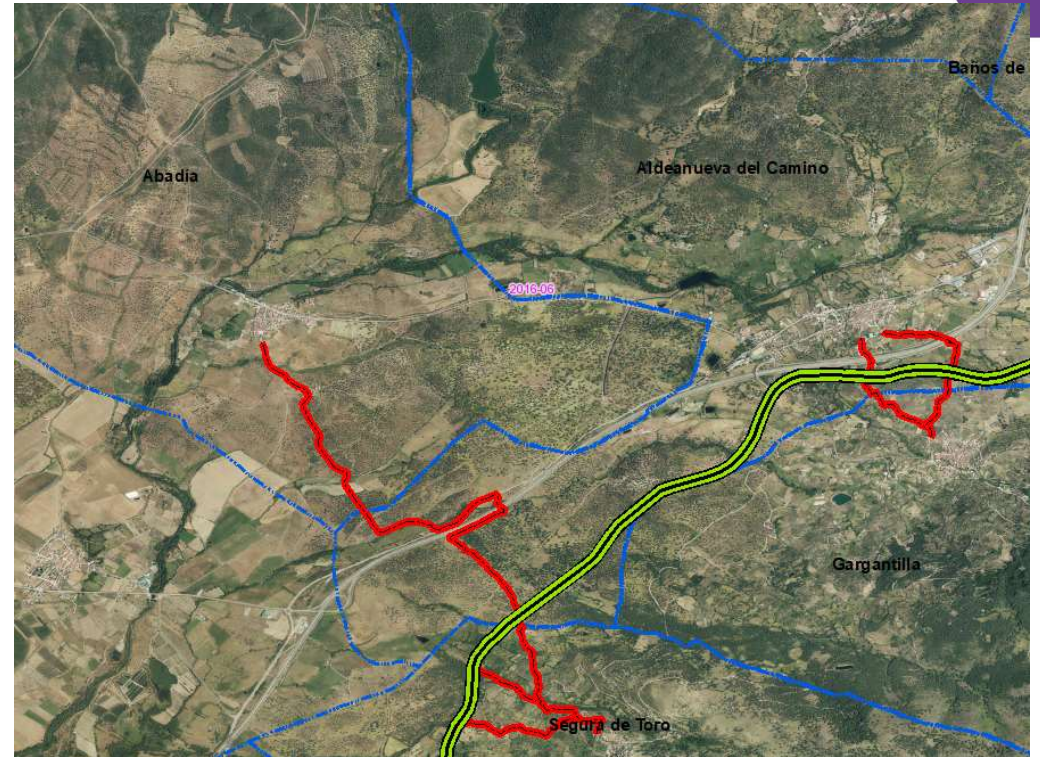 Baños de
Aldeanueva del Camino
Abadia
2016-06
Gargantilla
Segura de Toro